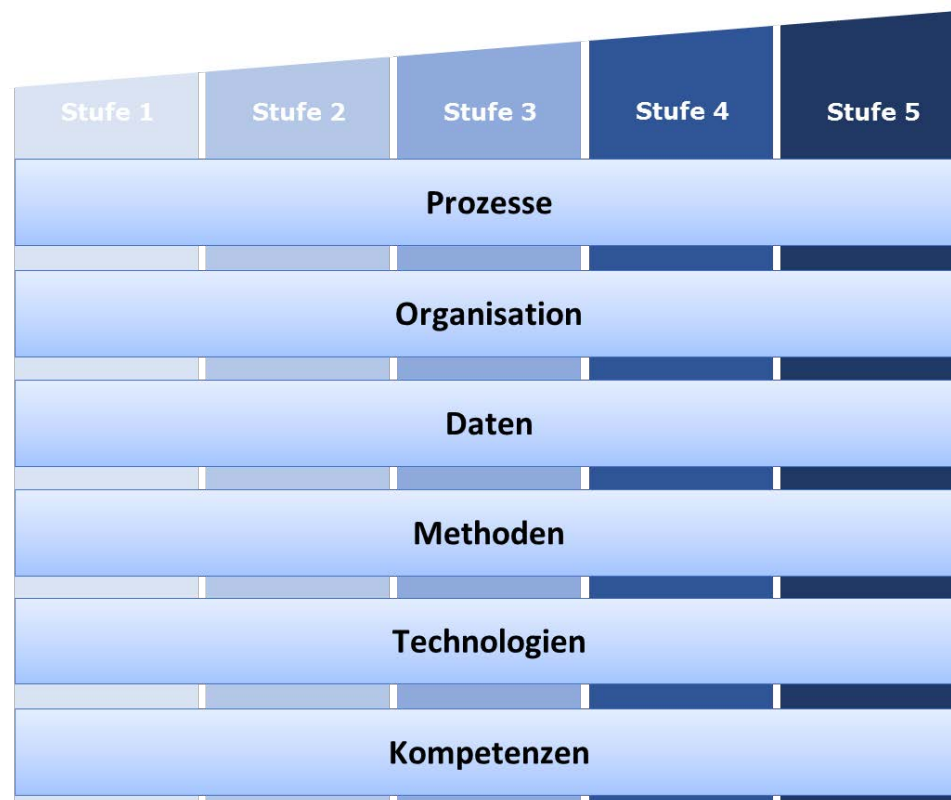 Stufe 1 Stufe 2 Stufe 3 Stufe 4 Stufe 5
Prozesse
Organisation
Daten
Methoden
Technologien
Kompetenzen